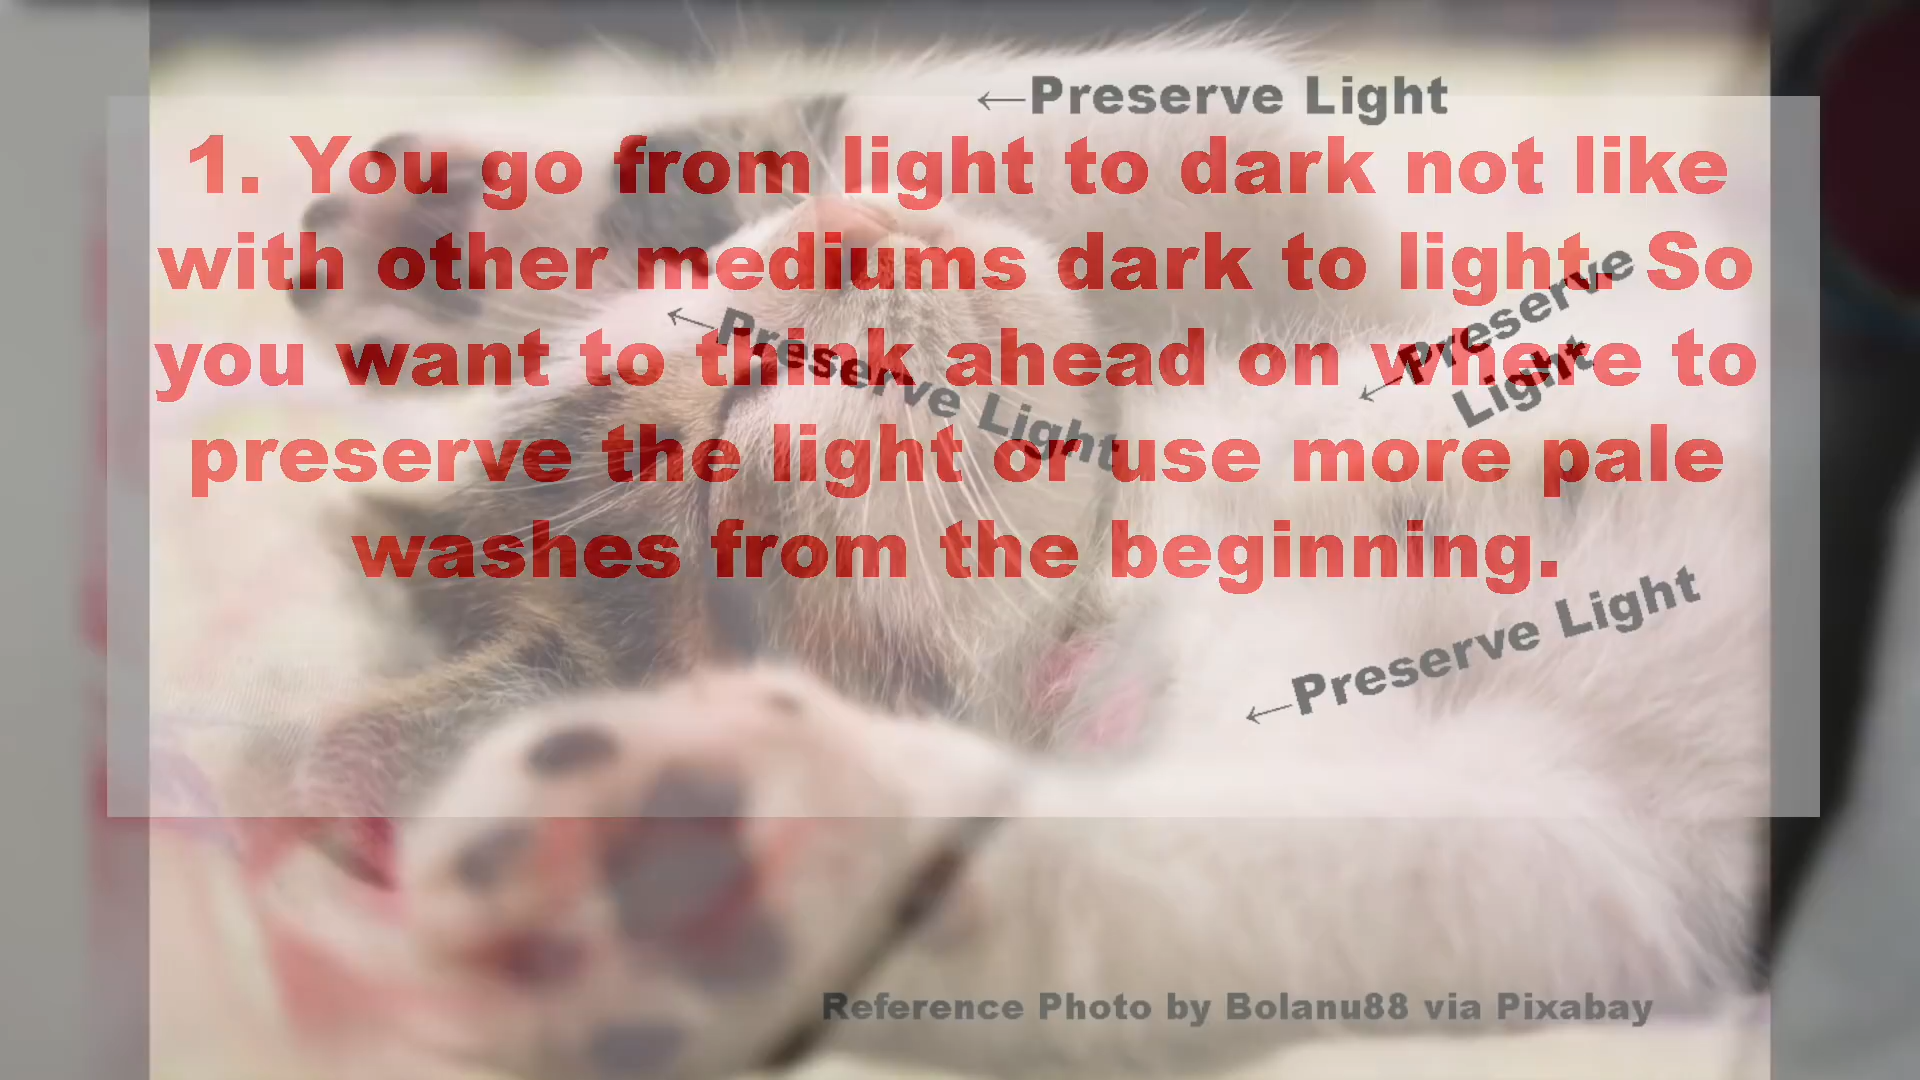 ←Preserve Light
1. You go from light to dark not like
with other mediums dark to light. So
you want to think ahead on where to
preserve the light or use more pale
washes from the beginning.
←Preserve Light
←Preserve
Light
←Preserve Light
Reference Photo by Bolanu88 via Pixabay